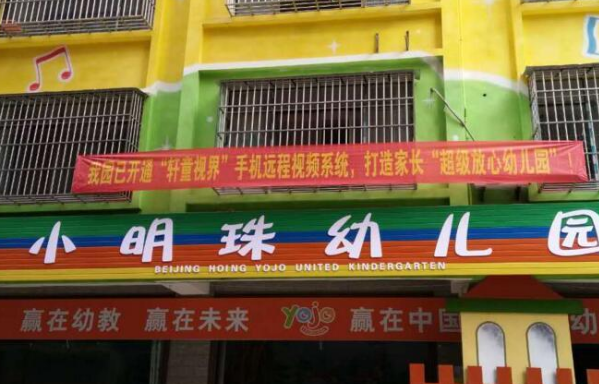 我园已开通“轩童视界”手机远程视频系统，打造家长“超级放心幼儿园”！
小明珠幼儿园
BEIJING HOING YOJO UNITED KINDERGARTEN
赢在幼教 赢在未来 yojo 赢在中国 幼